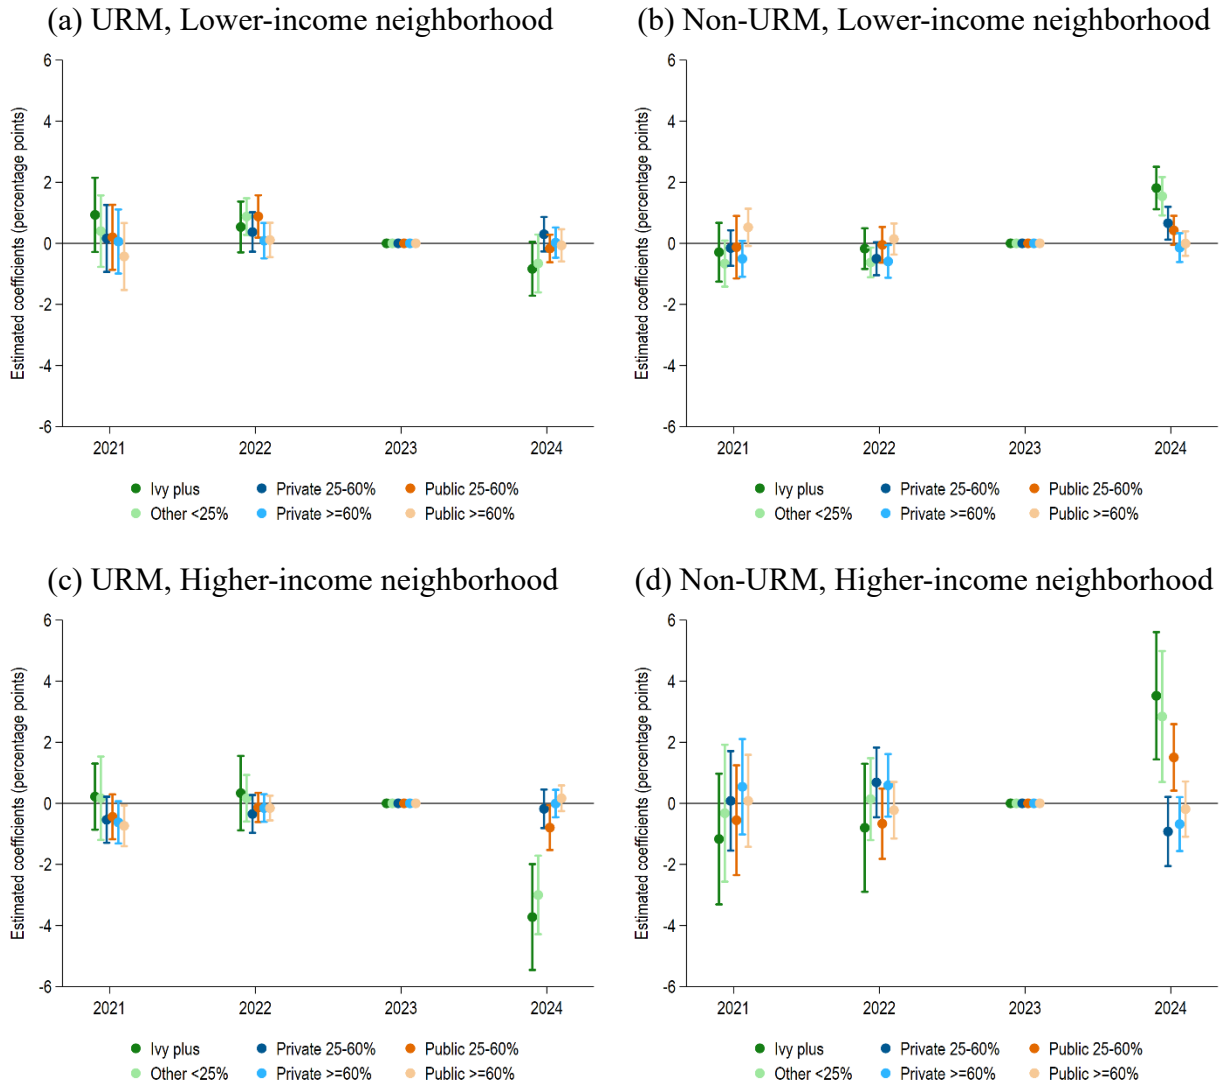 (a) URM, Lower-income neighborhood
Estimated coefficients (percentage points)
6
4
2
0
-2
-4
-6
2021 2022 2023 2024
Ivy plus Private 25-60% Public 25-60%
Other <25% Private >=60% Public >=60%
(b) Non-URM, Lower-income neighborhood
Estimated coefficients (percentage points)
6
4
2
0
-2
-4
-6
2021 2022 2023 2024
Ivy plus Private 25-60% Public 25-60%
Other <25% Private >=60% Public >=60%
(c) URM, Higher-income neighborhood
Estimated coefficients (percentage points)
6
4
2
0
-2
-4
-6
2021 2022 2023 2024
Ivy plus Private 25-60% Public 25-60%
Other <25% Private >=60% Public >=60%
(d) Non-URM, Higher-income neighborhood
Estimated coefficients (percentage points)
6
4
2
0
-2
-4
-6
2021 2022 2023 2024
Ivy plus Private 25-60% Public 25-60%
Other <25% Private >=60% Public >=60%